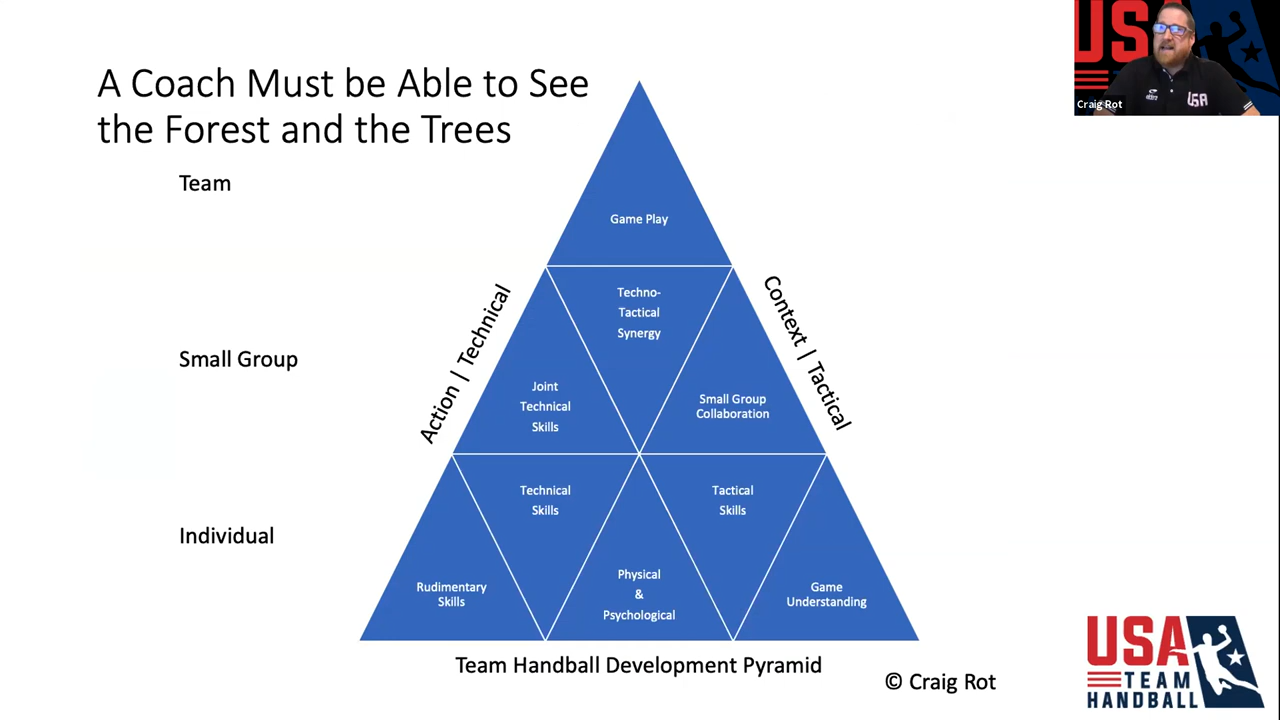 A Coach Must be Able to See
the Forest and the Trees
Team
Small Group
Individual
Action | Technical
Context | Tactical
Game Play
Techno-
Tactical
Synergy
Joint
Technical
Skills
Small Group
Collaboration
Technical
Skills
Tactical
Skills
Rudimentary
Skills
Physical
&
Psychological
Game
Understanding
Team Handball Development Pyramid
© Craig Rot
USA
Craig Rot
USA
USA
TEAM
HANDBALL